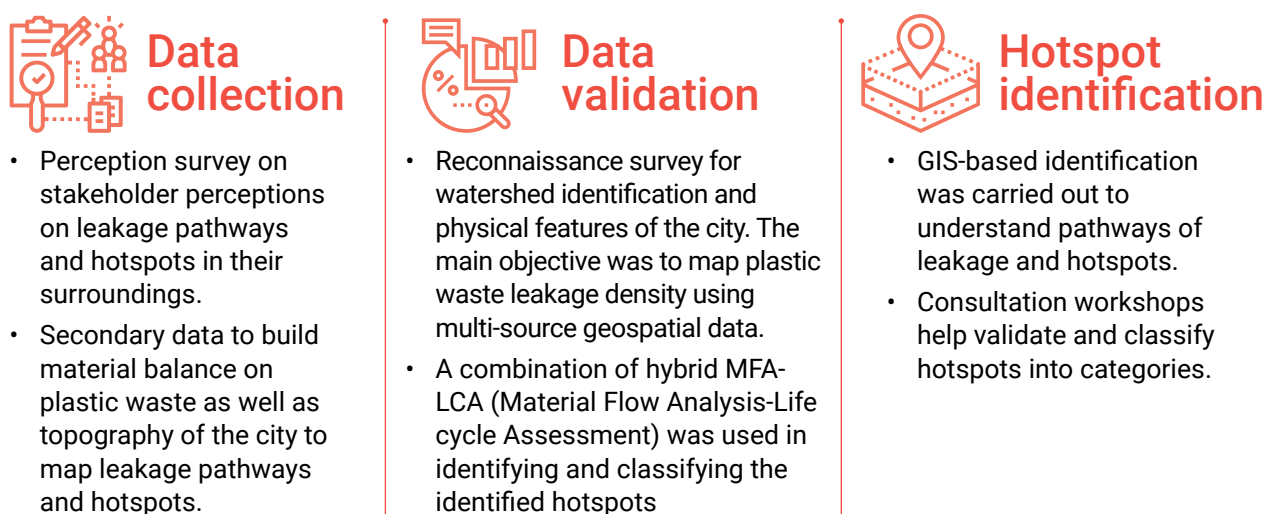 Data
collection
• Perception survey on
stakeholder perceptions
on leakage pathways
and hotspots in their
surroundings.
• Secondary data to build
material balance on
plastic waste as well as
topography of the city to
map leakage pathways
and hotspots.
%
Data
validation
• Reconnaissance survey for
watershed identification and
physical features of the city. The
main objective was to map plastic
waste leakage density using
multi-source geospatial data.
• A combination of hybrid MFA-
LCA (Material Flow Analysis-Life
cycle Assessment) was used in
identifying and classifying the
identified hotspots
Hotspot
identification
• GIS-based identification
was carried out to
understand pathways of
leakage and hotspots.
• Consultation workshops
help validate and classify
hotspots into categories.